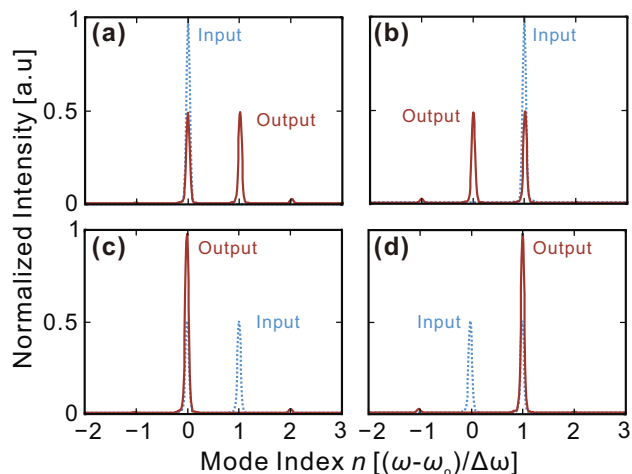 (a)
Input
Output
(b)
Input
Output
(c)
Output
Input
(d)
Output
Input
Normalized Intensity [a.u]
1
0.5
0
1
0.5
0
−2 −1 0 1 2 3
−2 −1 0 1 2 3
Mode Index n [(ω-ωo)/Δω]